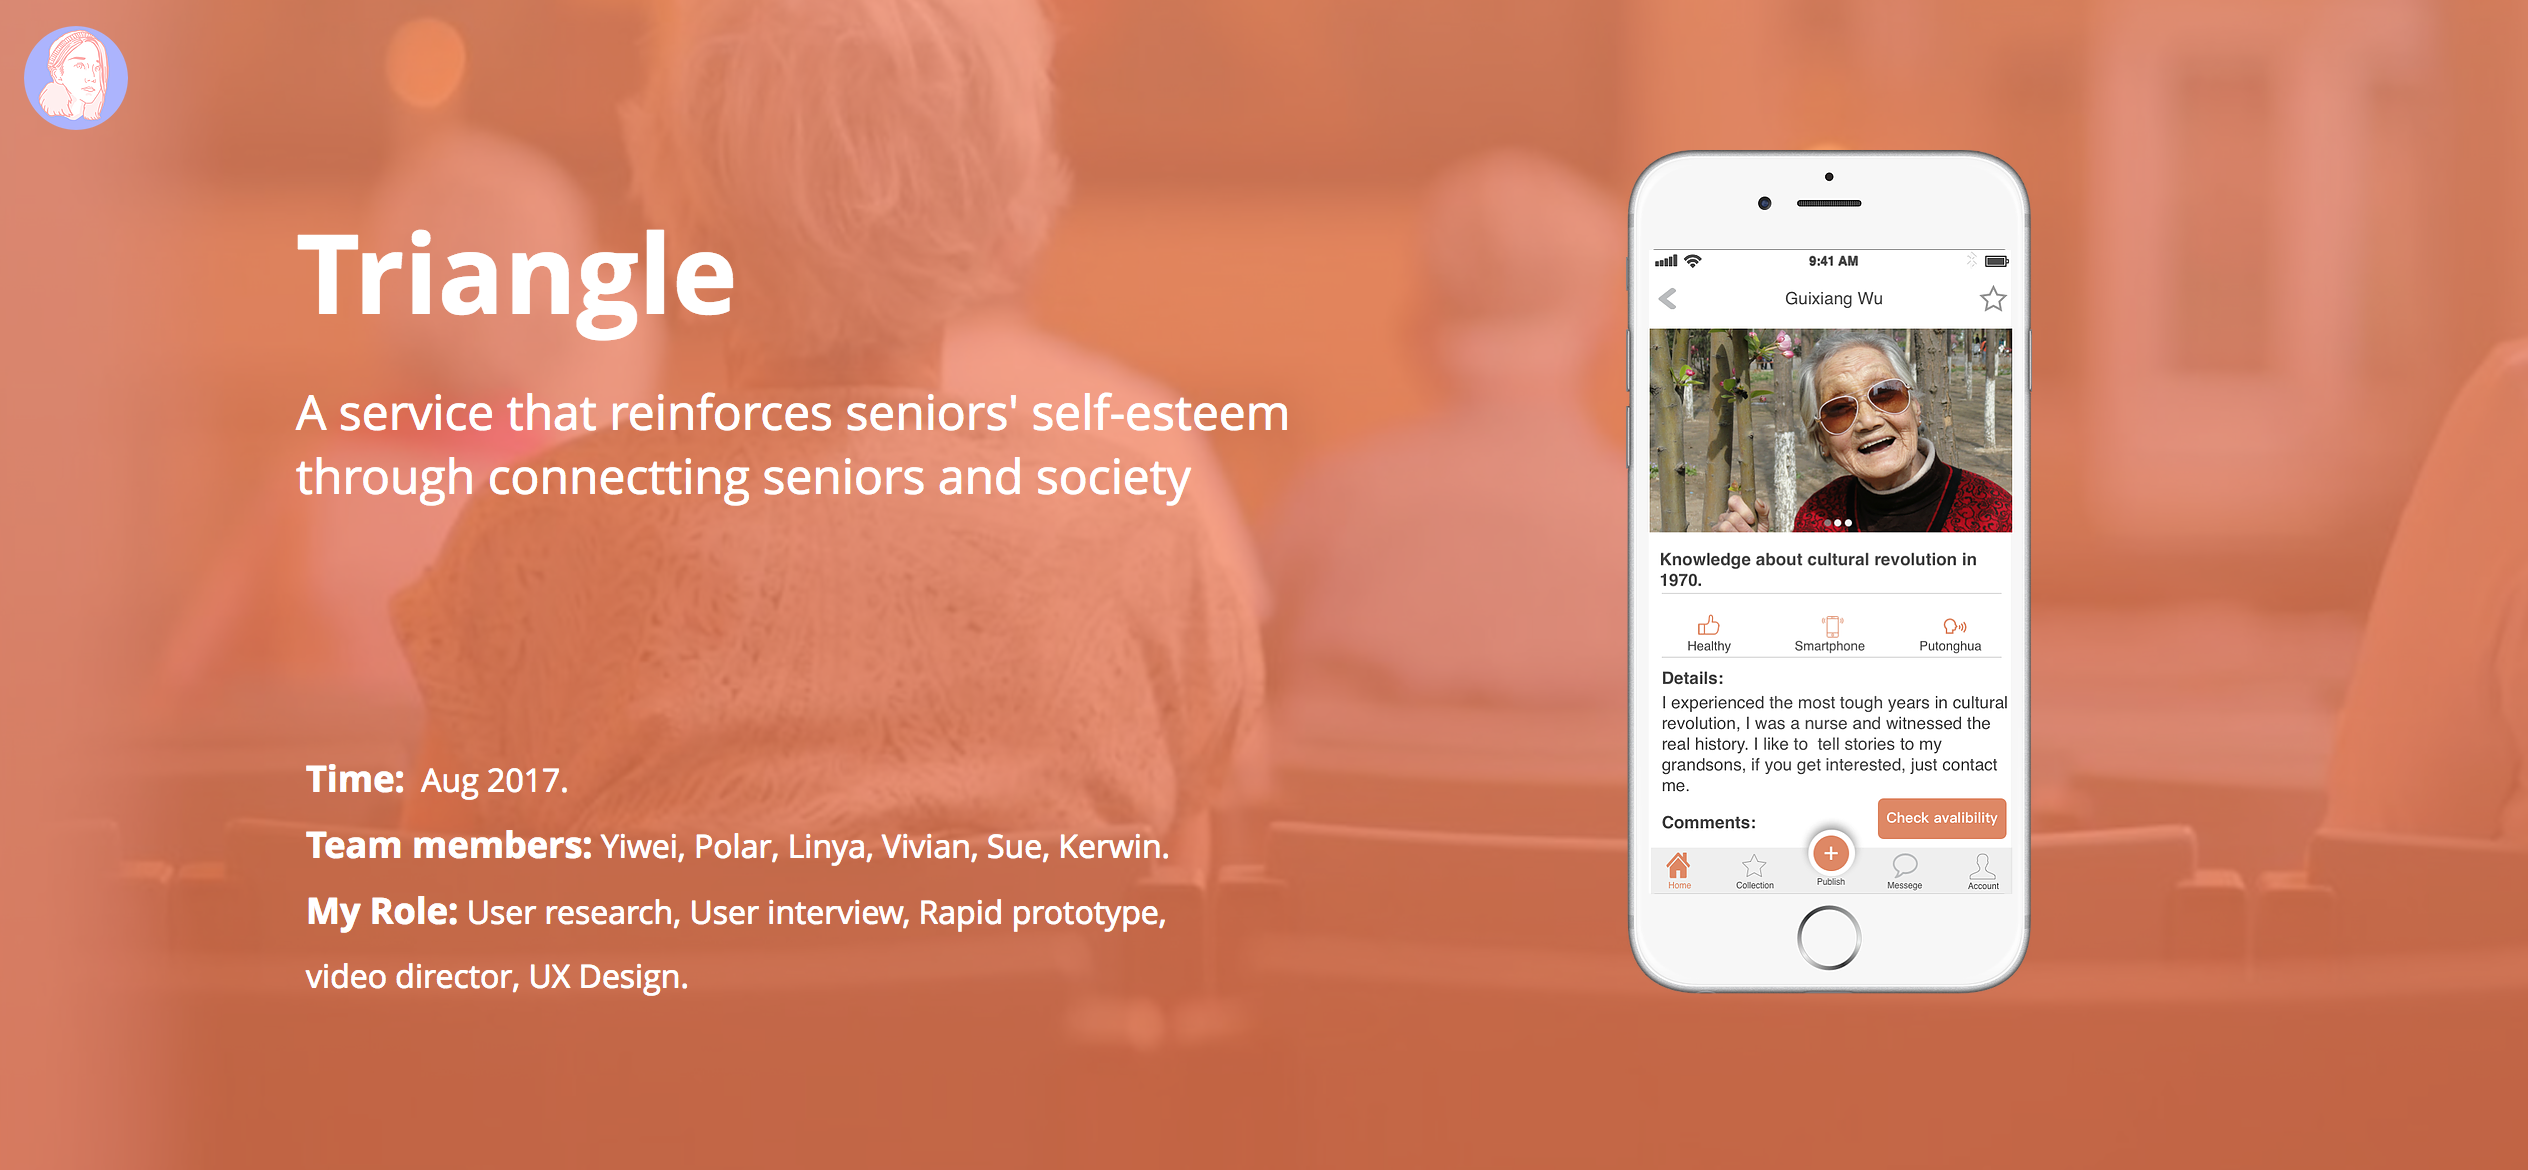 Triangle
A service that reinforces seniors' self-esteem
through connectting seniors and society
Time: Aug 2017.
Team members: Yiwei, Polar, Linya, Vivian, Sue, Kerwin.
My Role: User research, User interview, Rapid prototype,
video director, UX Design.
9:41 AM
Guixiang Wu
Knowledge about cultural revolution in
1970.
Healthy Smartphone Putonghua
Details:
I experienced the most tough years in cultural
revolution, I was a nurse and witnessed the
real history. I like to tell stories to my
grandsons, if you get interested, just contact
me.
Comments:
Check avalibility
Home Collection Publish Messege Account